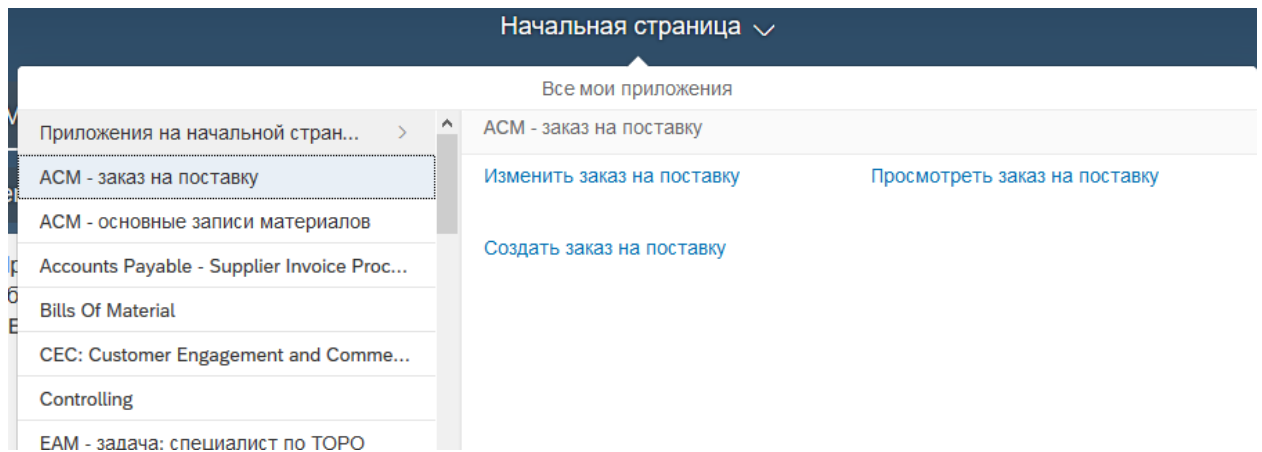 Начальная страница
Все мои приложения
Приложения на начальной стран...
АСМ - заказ на поставку
АСМ - заказ на поставку
Изменить заказ на поставку
Просмотреть заказ на поставку
АСМ - основные записи материалов
Создать заказ на поставку
Accounts Payable - Supplier Invoice Proc...
Bills Of Material
CEC: Customer Engagement and Comme...
Controlling
EAM - задача: специалист по ТОРО